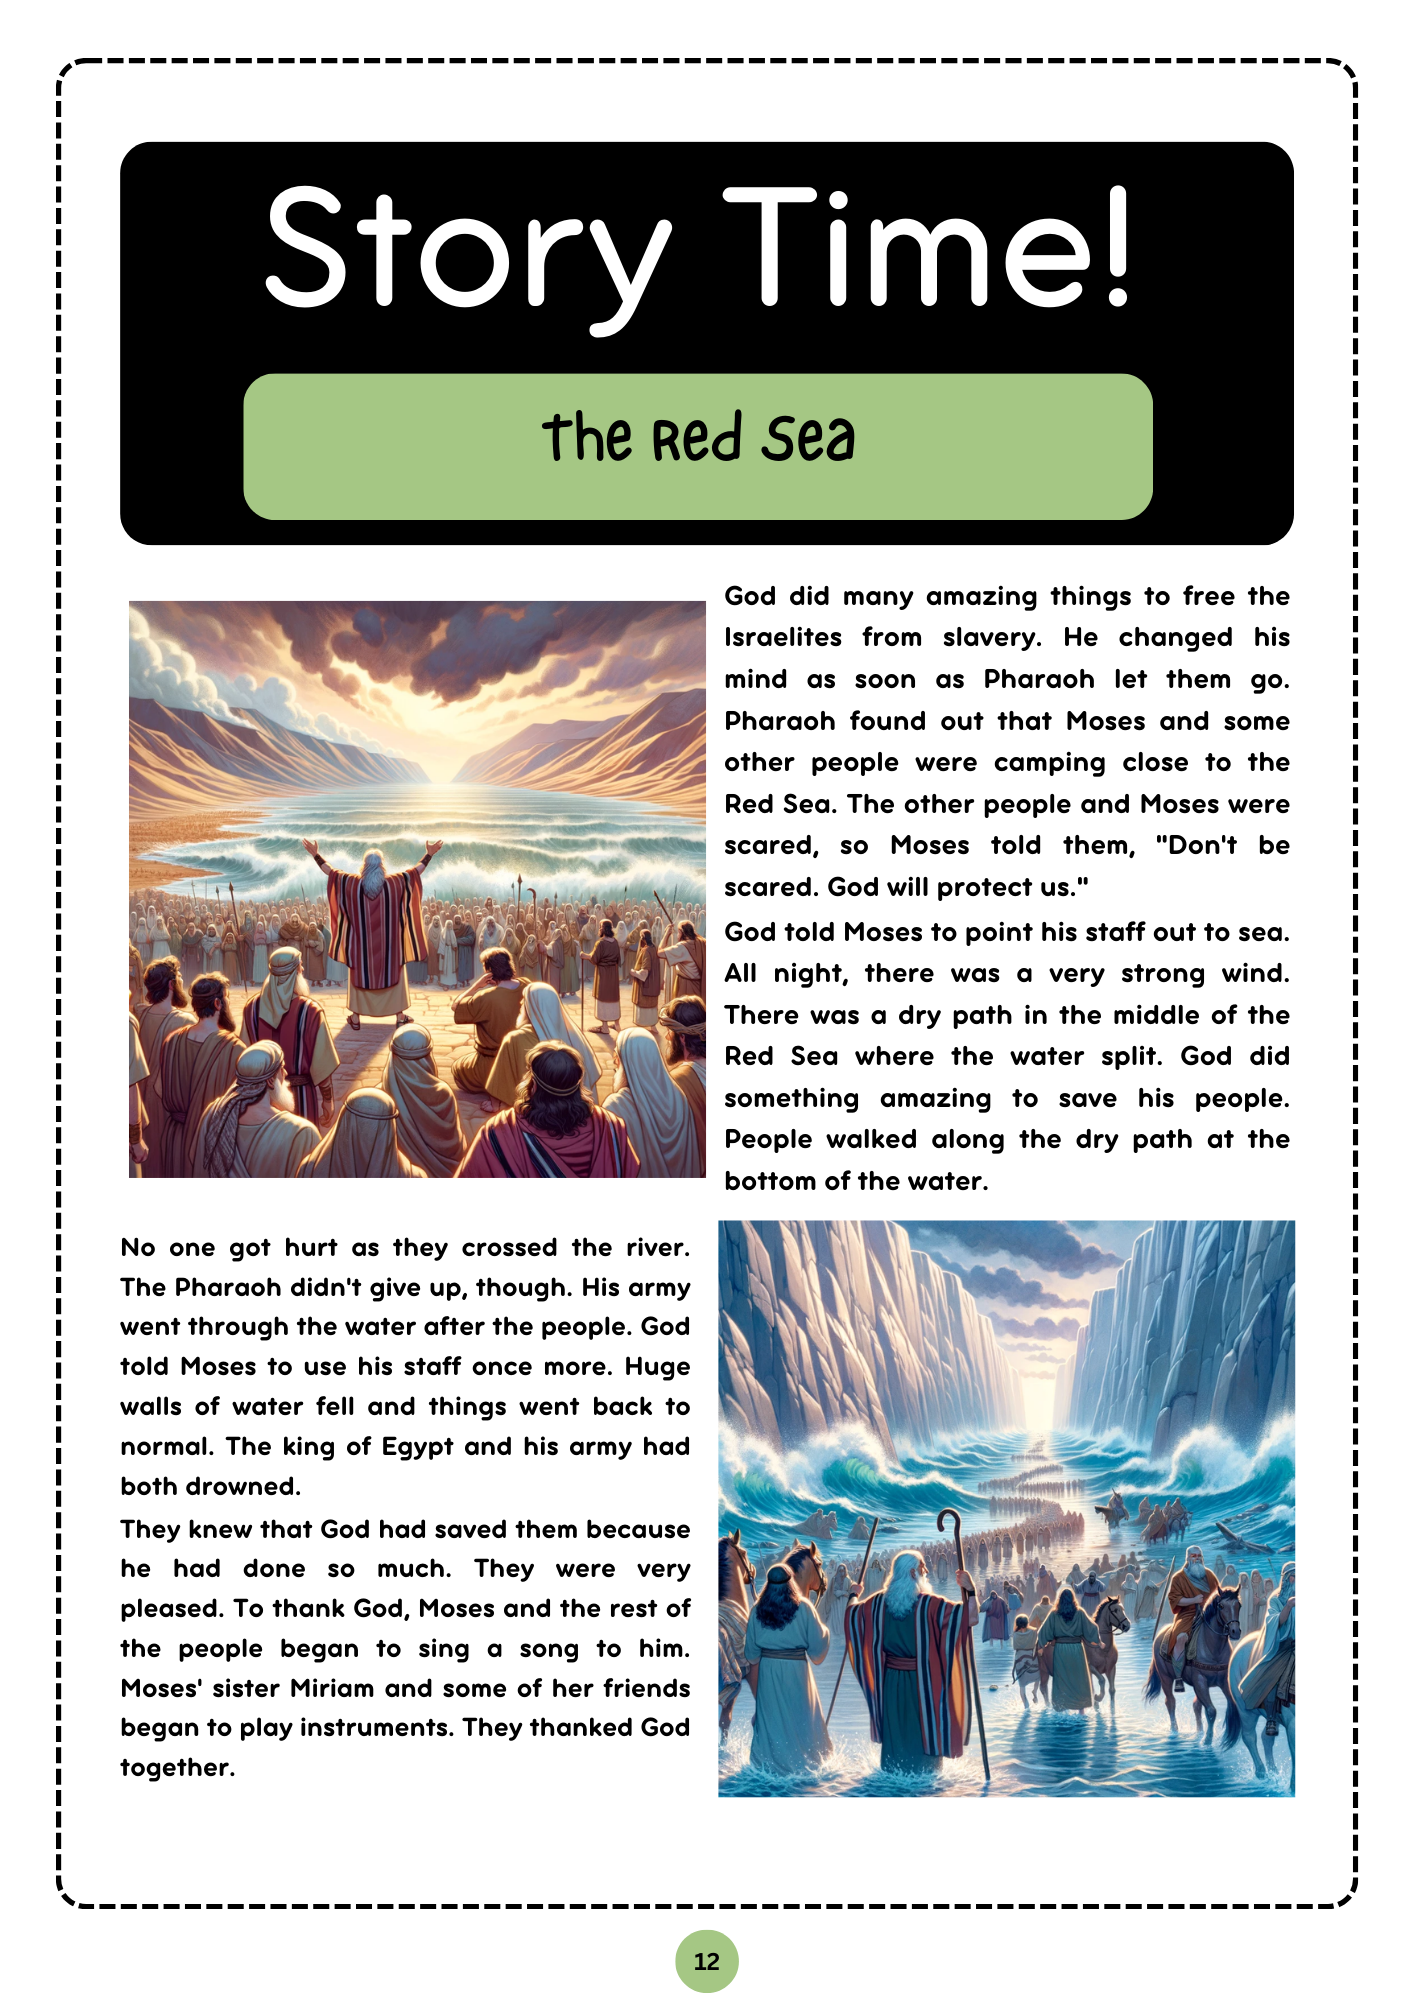 Story Time!
The Red Sea
God did many amazing things to free the
Israelites from slavery. He changed his
mind as soon as Pharaoh let them go.
Pharaoh found out that Moses and some
other people were camping close to the
Red Sea. The other people and Moses were
scared, so Moses told them, "Don't be
scared. God will protect us."
God told Moses to point his staff out to sea.
All night, there was a very strong wind.
There was a dry path in the middle of the
Red Sea where the water split. God did
something amazing to save his people.
People walked along the dry path at the
bottom of the water.
No one got hurt as they crossed the river.
The Pharaoh didn't give up, though. His army
went through the water after the people. God
told Moses to use his staff once more. Huge
walls of water fell and things went back to
normal. The king of Egypt and his army had
both drowned.
They knew that God had saved them because
he had done so much. They were very
pleased. To thank God, Moses and the rest of
the people began to sing a song to him.
Moses' sister Miriam and some of her friends
began to play instruments. They thanked God
together.
12